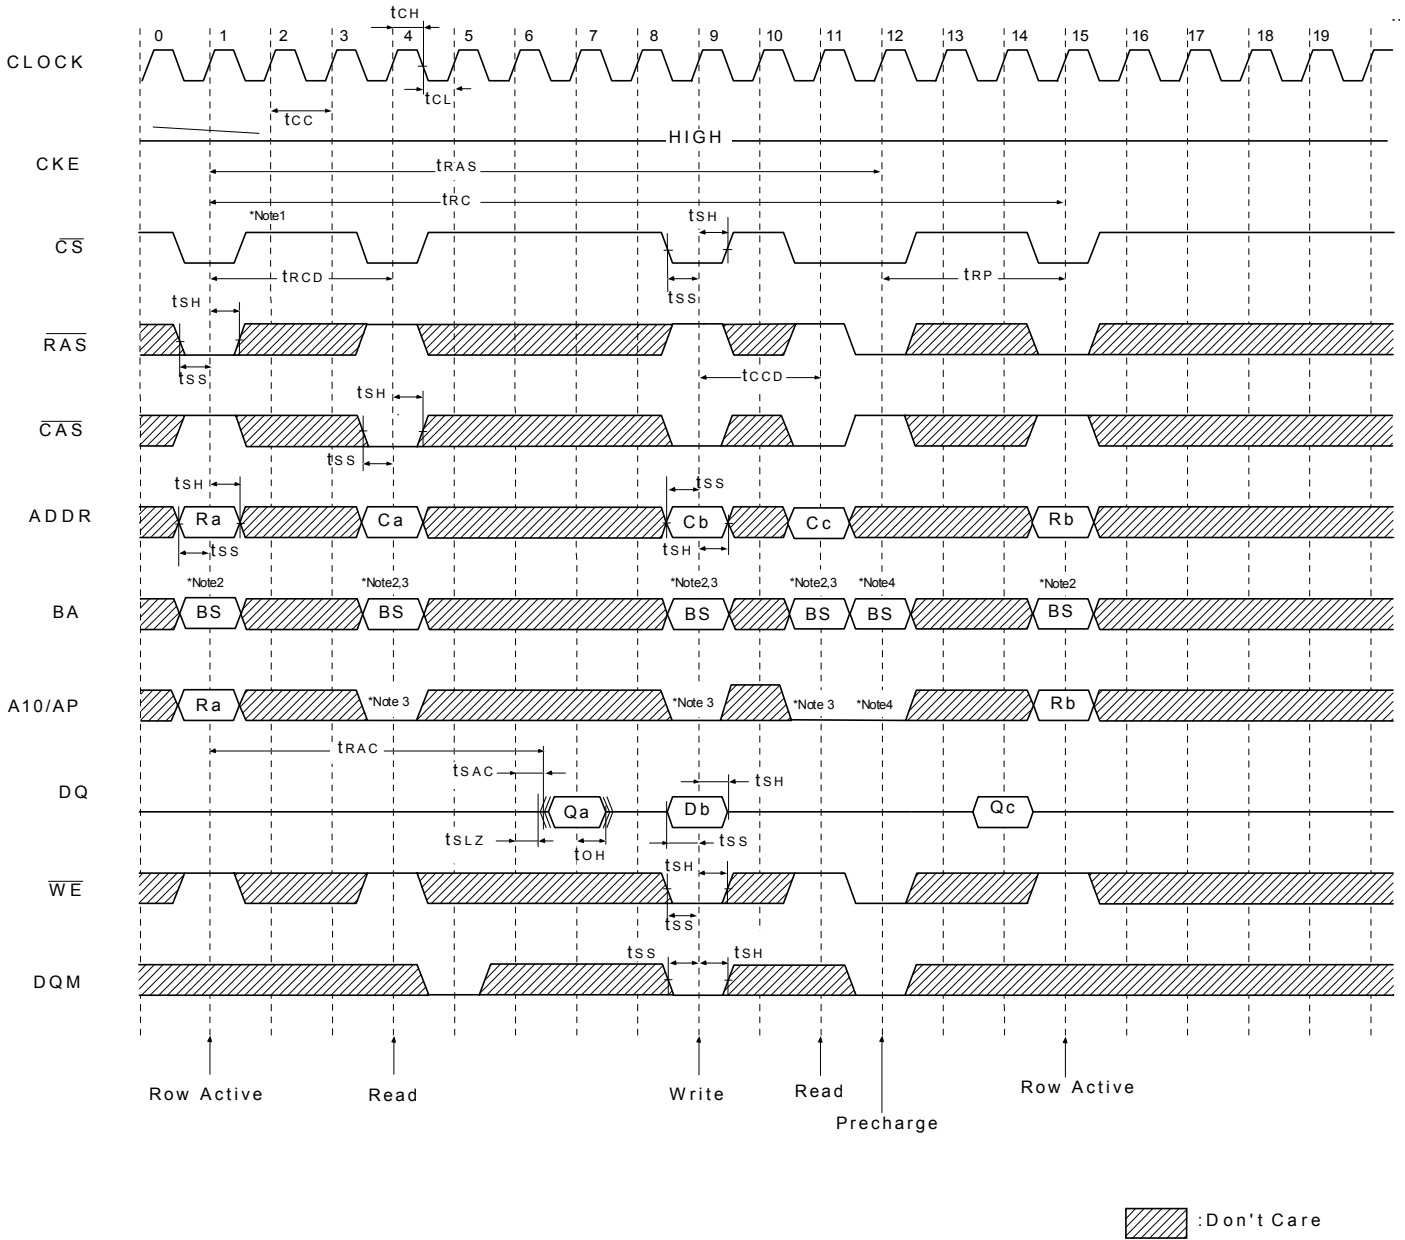 ..
0 1 2 3 4 5 6 7 8 9 10 11 12 13 14 15 16 17 18 19
tCH
CLOCK
tCL
tCC
HIGH
CKE
tRAS
tRC
*Note1
tSH
CS
tRCD
tSS
tRP
tSH
RAS
tSS
tCCD
tSH
CAS
tSS
tSH
tSS
ADDR
Ra Ca Cb Cc Rb
tSS
tSH
*Note2 *Note2,3 *Note2,3 *Note2,3 *Note4 *Note2
BA
BS BS BS BS BS BS
A10/AP
Ra *Note 3 *Note 3 *Note 3 *Note4 Rb
tRAC
tSAC
tSH
DQ
Qa Db Qc
tSLZ
tOH
tSS
tSH
WE
tSS
tSS
tSH
DQM
Row Active
Read
Write
Read
Row Active
Precharge
:Don't Care